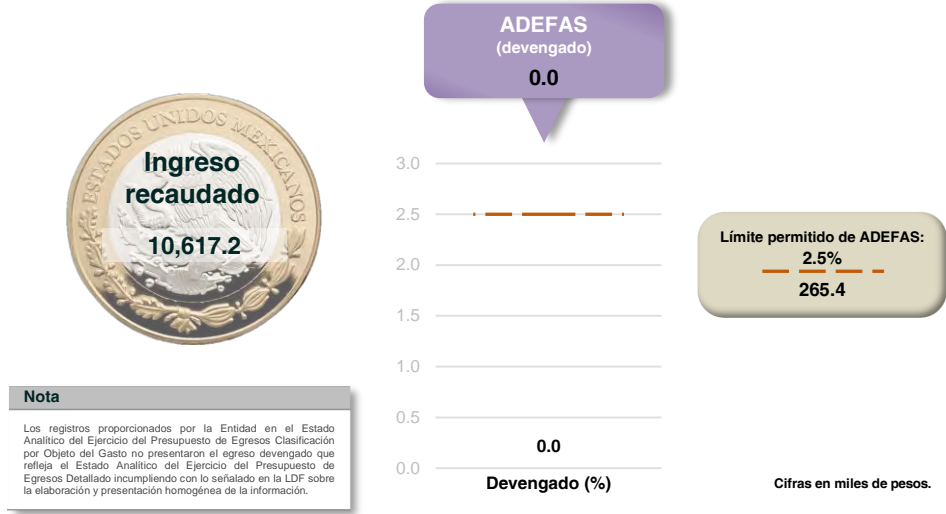 ADEFAS
(devengado)
0.0
ESTADOS UNIDOS MEXICANOS
Ingreso
recaudado
10,617.2
3.0
2.5
2.0
1.5
1.0
0.5
0.0
0.0
Devengado (%)
Límite permitido de ADEFAS:
2.5%
265.4
Nota
Los registros proporcionados por la Entidad en el Estado
Analítico del Ejercicio del Presupuesto de Egresos Clasificación
por Objeto del Gasto no presentaron el egreso devengado que
refleja el Estado Analítico del Ejercicio del Presupuesto de
Egresos Detallado incumpliendo con lo señalado en la LDF sobre
la elaboración y presentación homogénea de la información.
Cifras en miles de pesos.